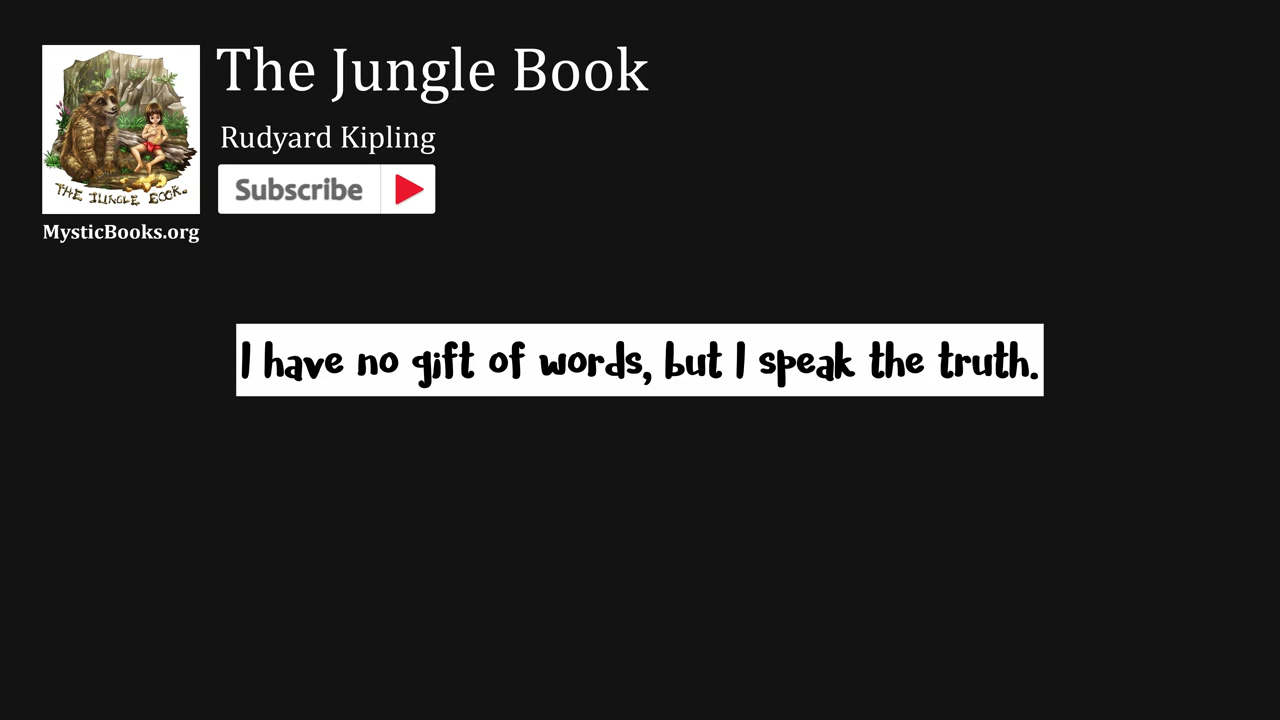 The Jungle Book
Rudyard Kipling
Subscribe
THE JUNGLE BOOK.
MysticBooks.org
I have no gift of words, but I speak the truth.